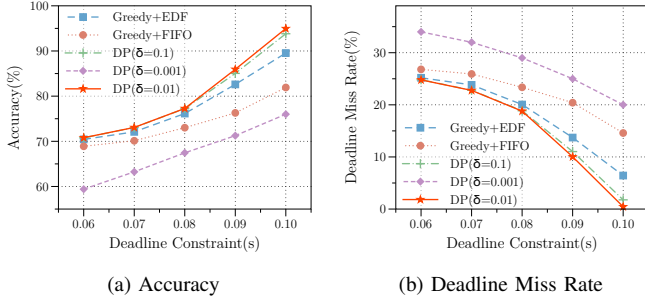 100
90
80
70
60
Accuracy(%)
Greedy+EDF
Greedy+FIFO
DP(δ=0.1)
DP(δ=0.001)
DP(δ=0.01)
0.06 0.07 0.08 0.09 0.10
Deadline Constraint(s)
(a) Accuracy
30
20
10
0
Deadline Miss Rate(%)
Greedy+EDF
Greedy+FIFO
DP(δ=0.1)
DP(δ=0.001)
DP(δ=0.01)
0.06 0.07 0.08 0.09 0.10
Deadline Constraint(s)
(b) Deadline Miss Rate